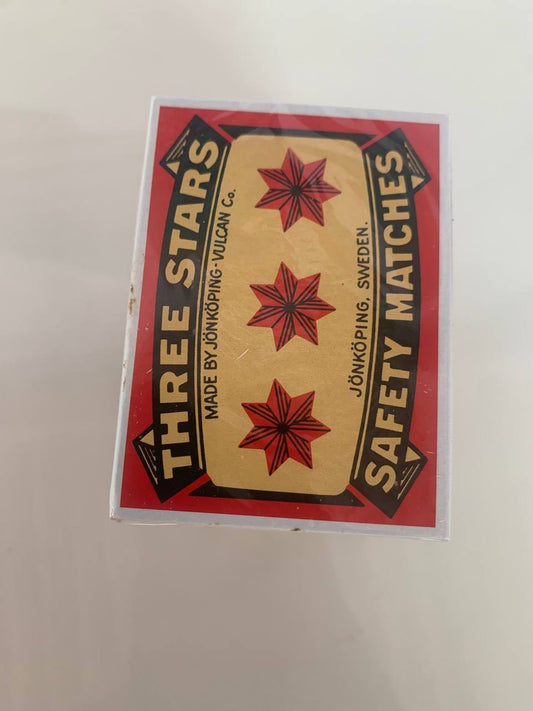 THREE STARS
MADE BY JÖNKÖPING-VULCAN Co.
JÖNKÖPING, SWEDEN.
SAFETY MATCHES